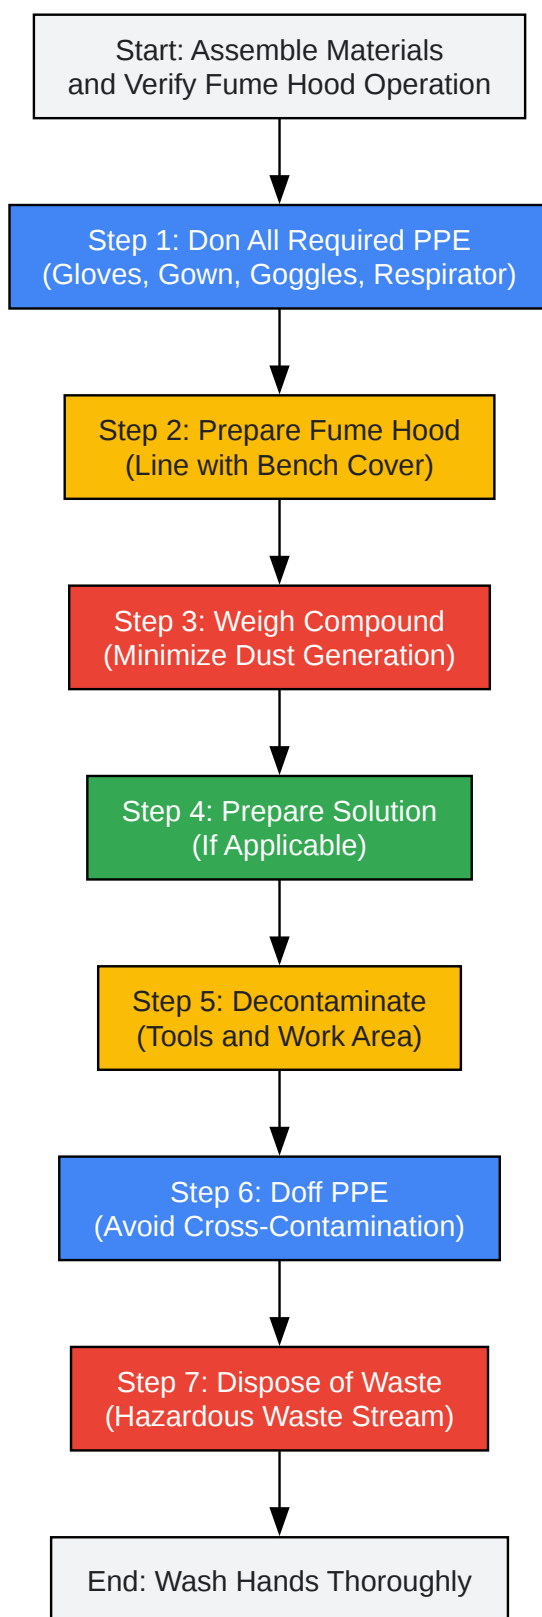 Start: Assemble Materials
and Verify Fume Hood Operation
Step 1: Don All Required PPE
(Gloves, Gown, Goggles, Respirator)
Step 2: Prepare Fume Hood
(Line with Bench Cover)
Step 3: Weigh Compound
(Minimize Dust Generation)
Step 4: Prepare Solution
(If Applicable)
Step 5: Decontaminate
(Tools and Work Area)
Step 6: Doff PPE
(Avoid Cross-Contamination)
Step 7: Dispose of Waste
(Hazardous Waste Stream)
End: Wash Hands Thoroughly